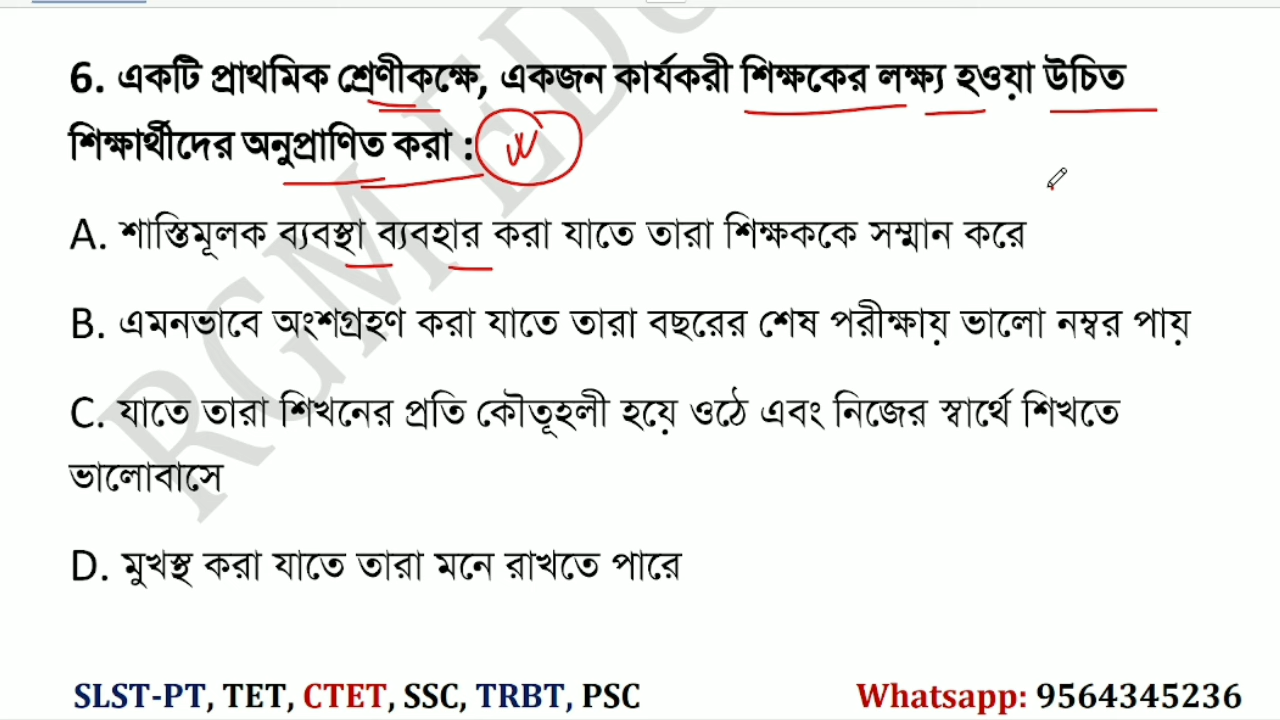 6. একটি প্রাথমিক শ্রেণীকক্ষে, একজন কার্যকরী শিক্ষকের লক্ষ্য হওয়া উচিত
শিক্ষার্থীদের অনুপ্রাণিত করা :
A. শাস্তিমূলক ব্যবস্থা ব্যবহার করা যাতে তারা শিক্ষককে সম্মান করে
B. এমনভাবে অংশগ্রহণ করা যাতে তারা বছরের শেষ পরীক্ষায় ভালো নম্বর পায়
C. যাতে তারা শিখনের প্রতি কৌতূহলী হয়ে ওঠে এবং নিজের স্বার্থে শিখতে
ভালোবাসে
D. মুখস্থ করা যাতে তারা মনে রাখতে পারে
SLST-PT, TET, CTET, SSC, TRBT, PSC Whatsapp: 9564345236